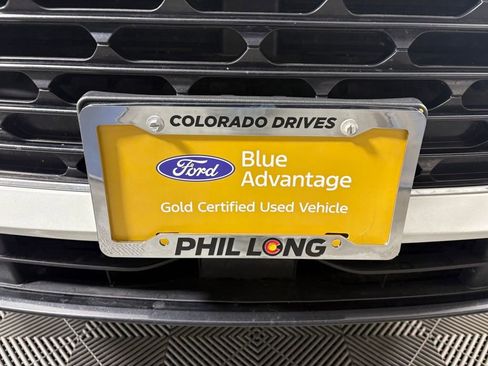 COLORADO DRIVES
Ford
Blue
Advantage
Gold Certified Used Vehicle
PHIL LONG